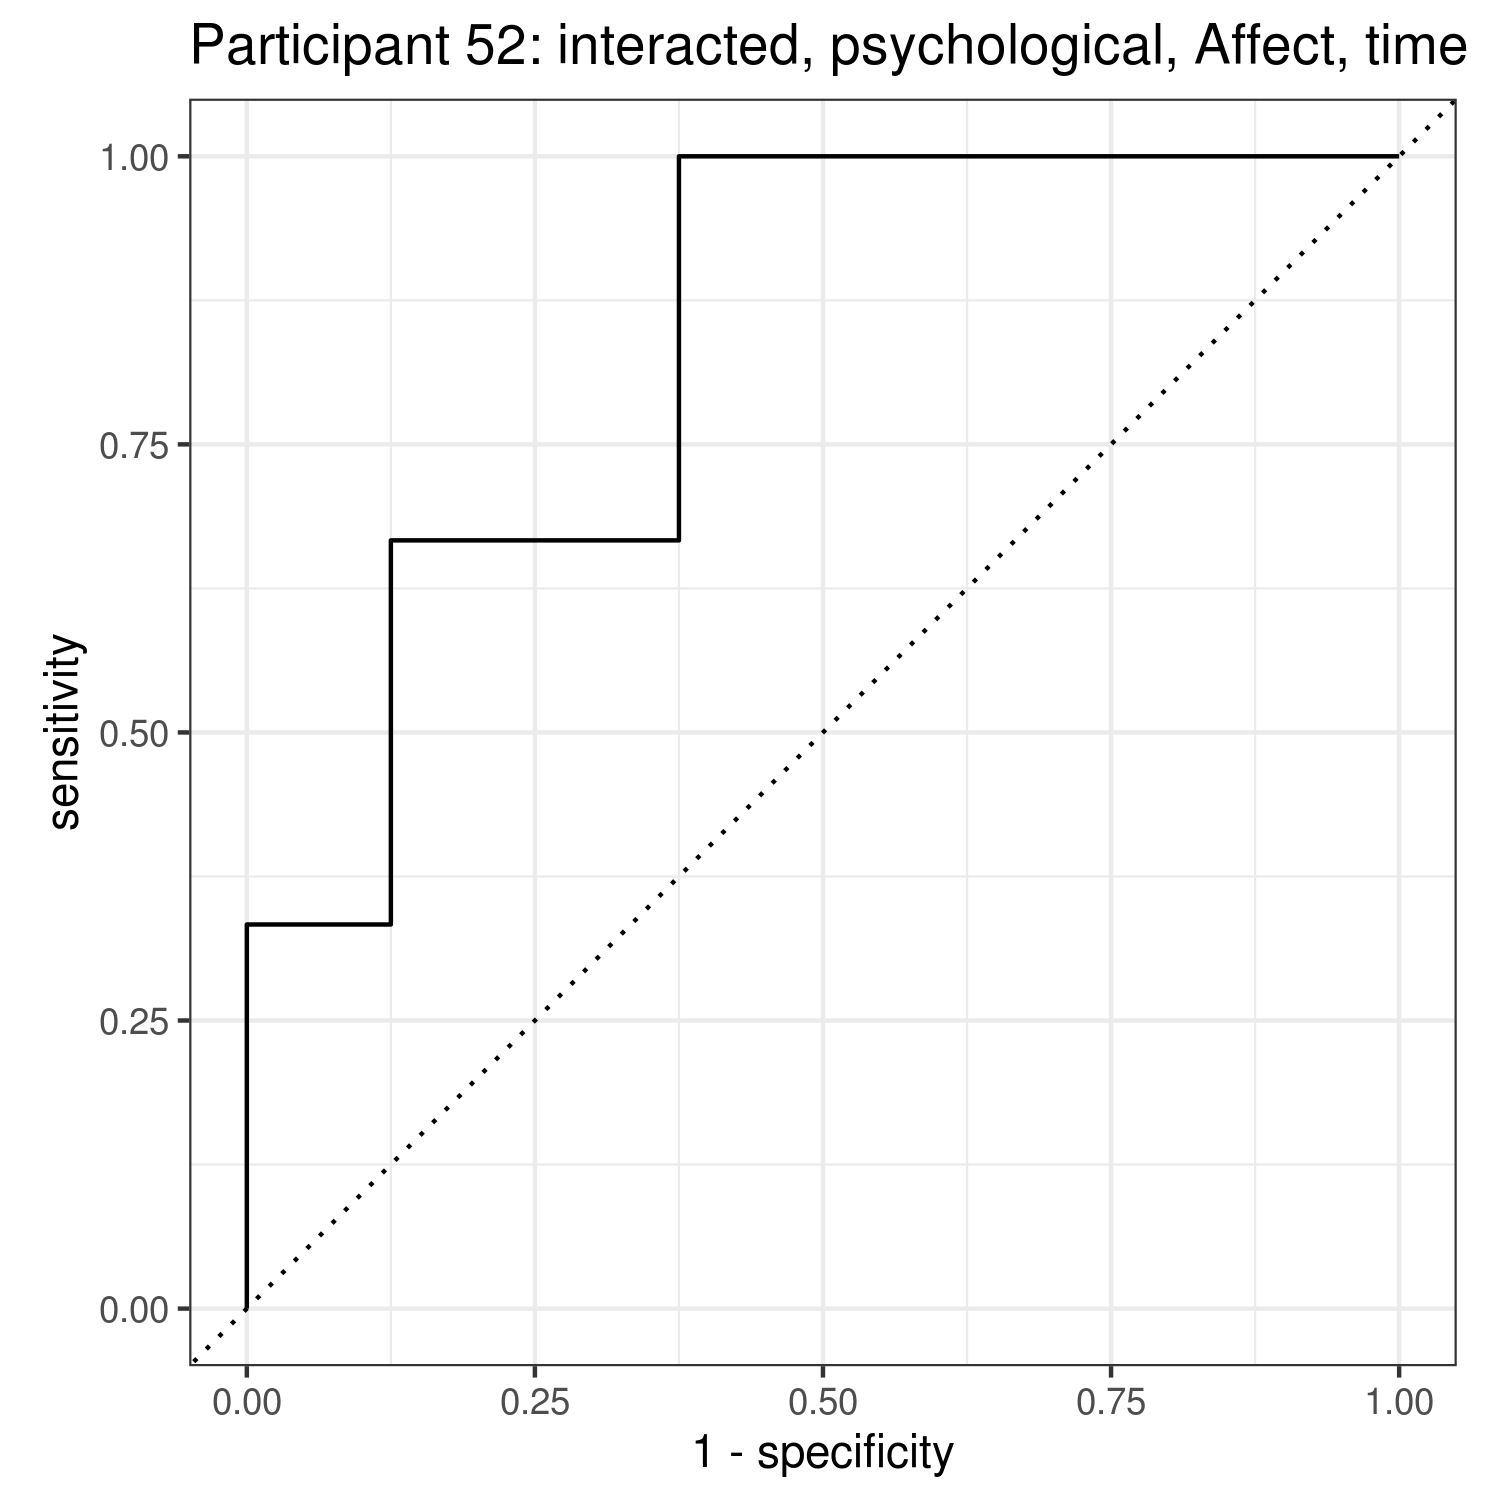 Participant 52: interacted, psychological, Affect, time
1.00
0.75
0.50
0.25
0.00
sensitivity
0.00 0.25 0.50 0.75 1.00
1 - specificity